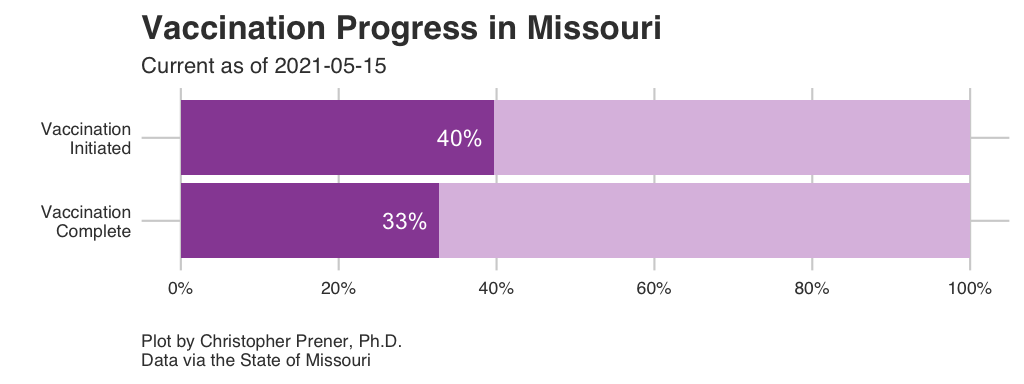 Vaccination Progress in Missouri
Current as of 2021-05-15
Vaccination
Initiated
40%
Vaccination
Complete
33%
0%
20%
40%
60%
80%
100%
Plot by Christopher Prener, Ph.D.
Data via the State of Missouri